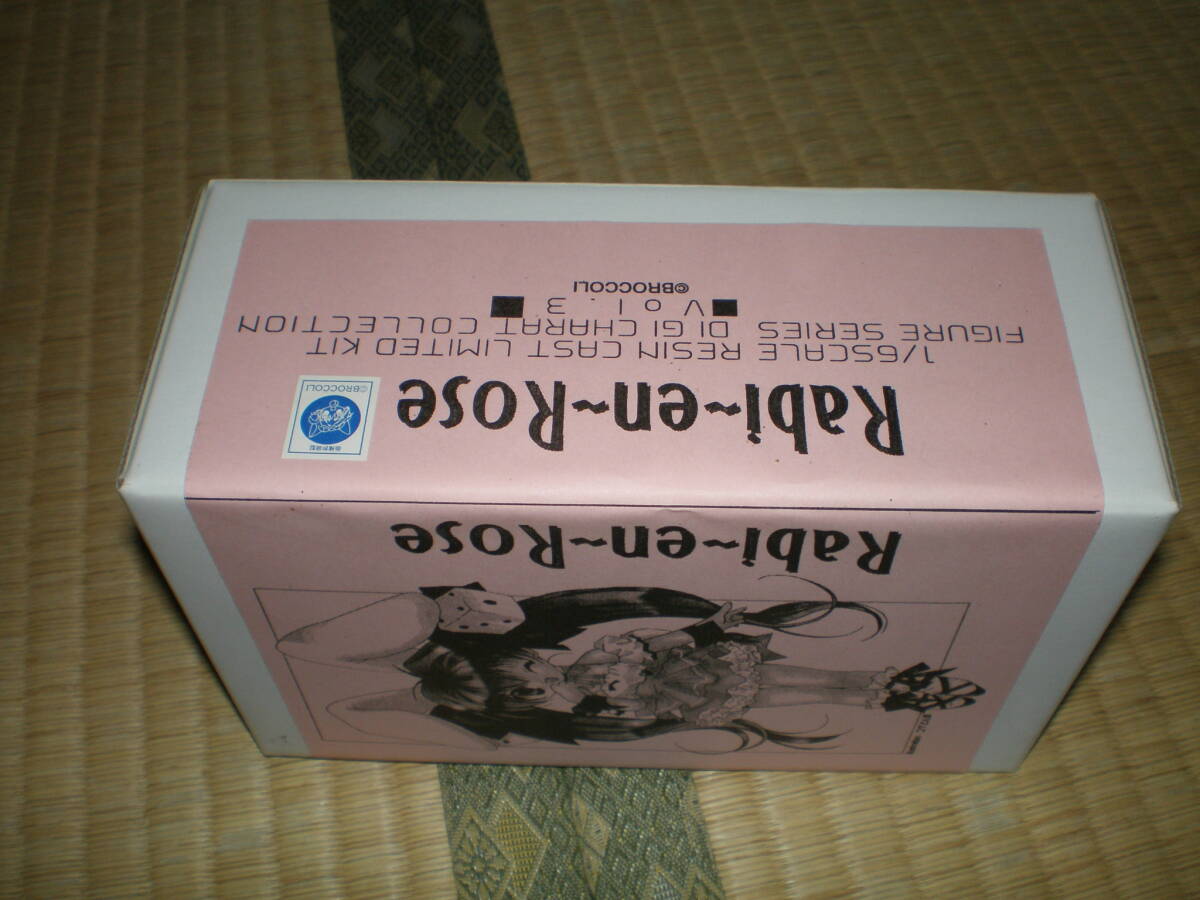 Rabi~en~Rose
1/6SCALE RESIN CAST LIMITED KIT
FIGURE SERIES DI GI CHARAT COLLECTION
■Vol.3■
©BROCCOLI
©BROCCOLI
Rabi~en~Rose